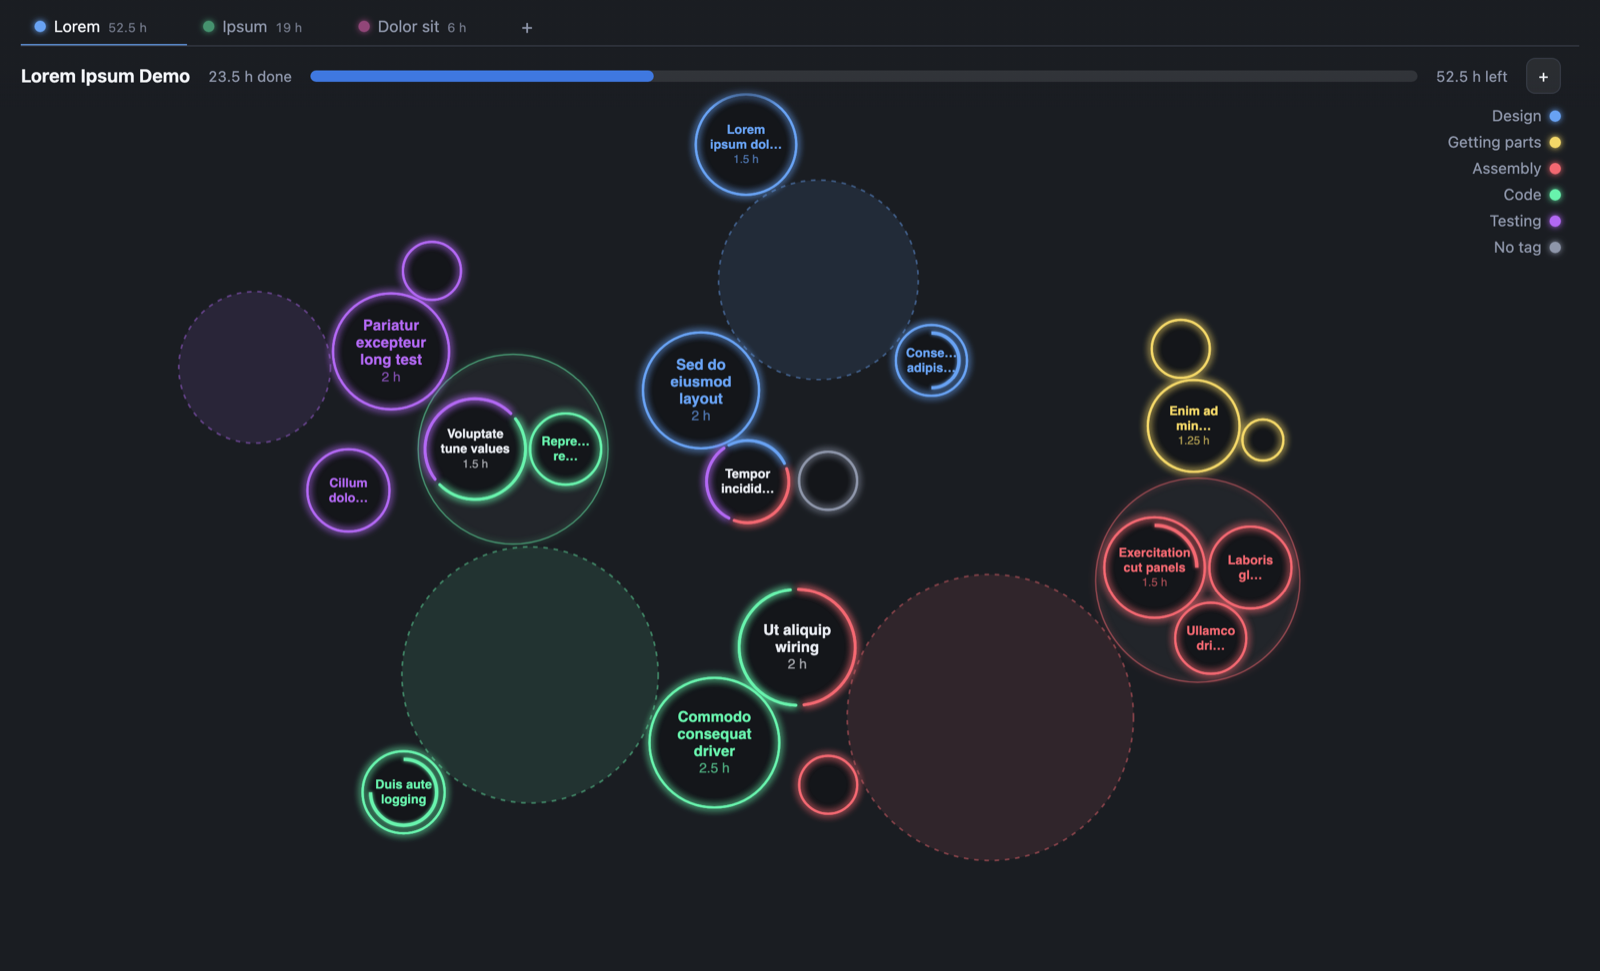 Lorem 52.5 h
Ipsum 19 h
Dolor sit 6 h
+
Lorem Ipsum Demo
23.5 h done
52.5 h left
+
Design
Getting parts
Assembly
Code
Testing
No tag
Lorem
ipsum dol...
1.5 h
Pariatur
excepteur
long test
2 h
Sed do
eiusmod
layout
2 h
Conse...
adipis...
Enim ad
min...
1.25 h
Voluptate
tune values
1.5 h
Repre...
re...
Cillum
dolo...
Tempor
incidid...
Exercitation
cut panels
1.5 h
Laboris
gl...
Ullamco
dri...
Ut aliquip
wiring
2 h
Commodo
consequat
driver
2.5 h
Duis aute
logging